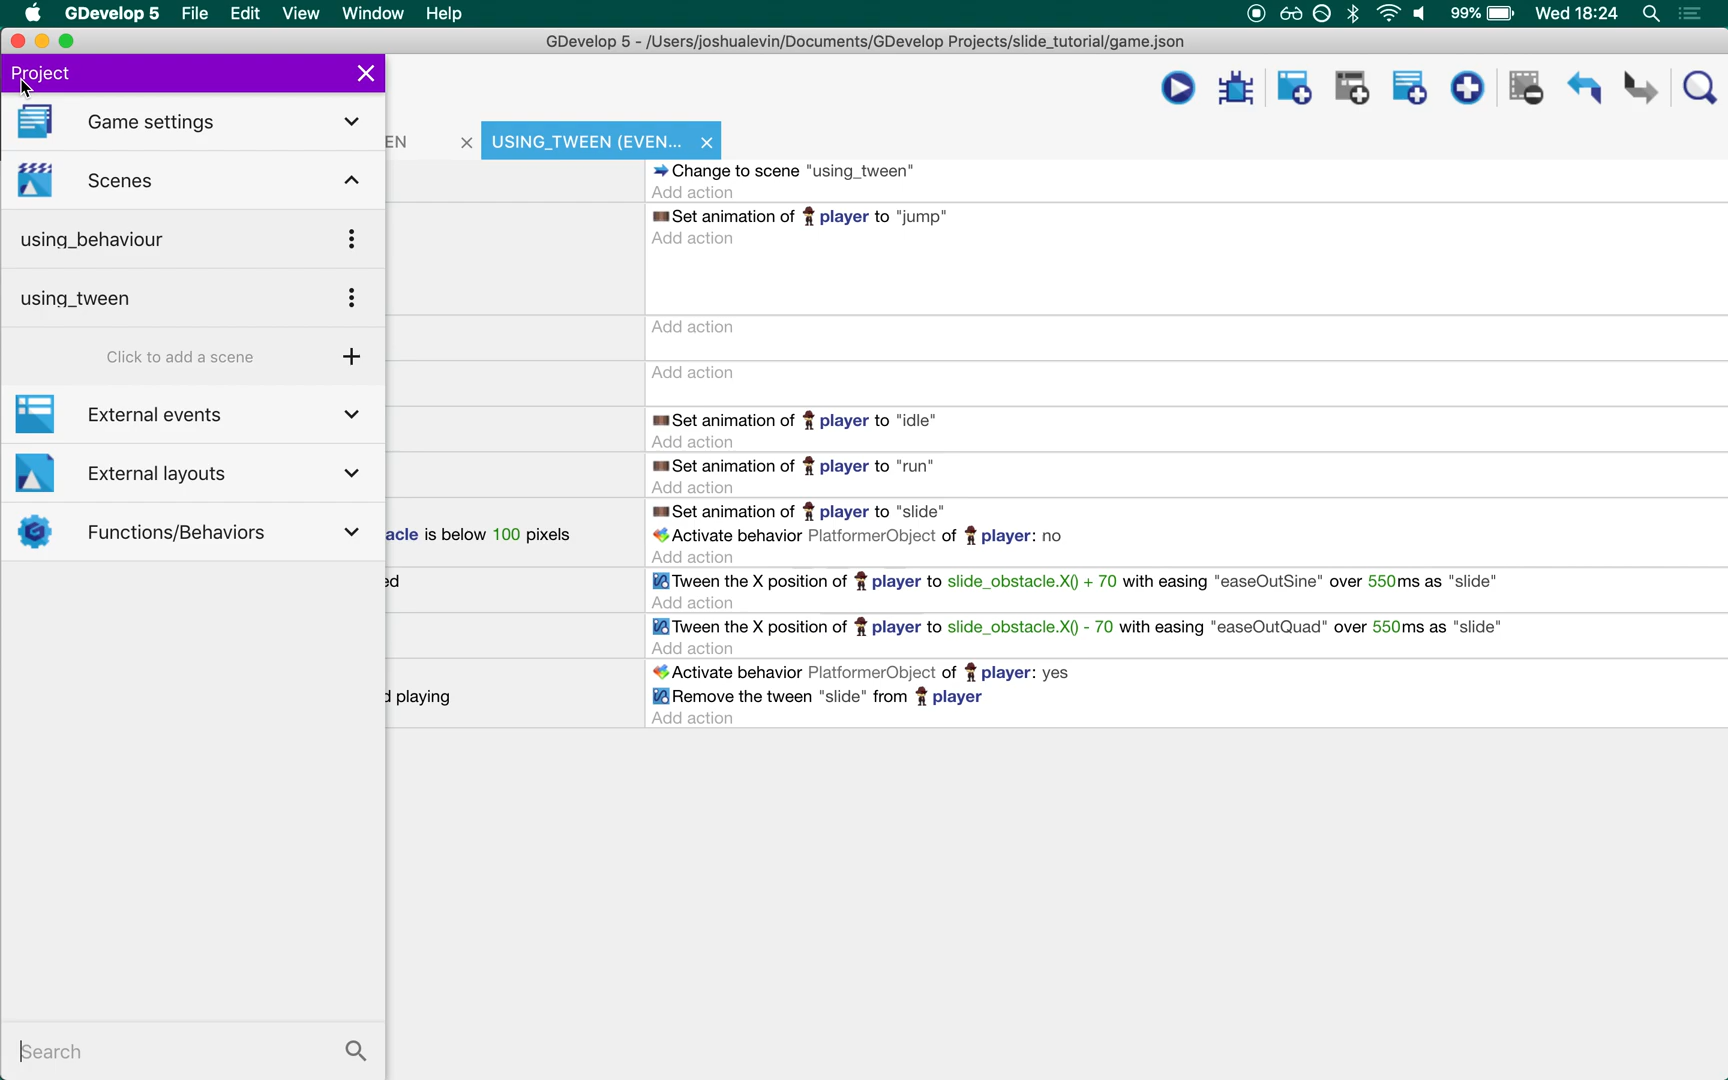 GDevelop 5 File Edit View Window Help 99% Wed 18:24
GDevelop 5 - /Users/joshualevin/Documents/GDevelop Projects/slide_tutorial/game.json
Project
Game settings
Scenes
using_behaviour
using_tween
Click to add a scene
External events
External layouts
Functions/Behaviors
Search
EN
USING_TWEEN (EVEN...
Change to scene "using_tween"
Add action
Set animation of player to "jump"
Add action
Add action
Add action
Set animation of player to "idle"
Add action
Set animation of player to "run"
Add action
Set animation of player to "slide"
acle is below 100 pixels Activate behavior PlatformerObject of player: no
Add action
ed Tween the X position of player to slide_obstacle.X() + 70 with easing "easeOutSine" over 550ms as "slide"
Add action
Tween the X position of player to slide_obstacle.X() - 70 with easing "easeOutQuad" over 550ms as "slide"
Add action
Activate behavior PlatformerObject of player: yes
d playing Remove the tween "slide" from player
Add action